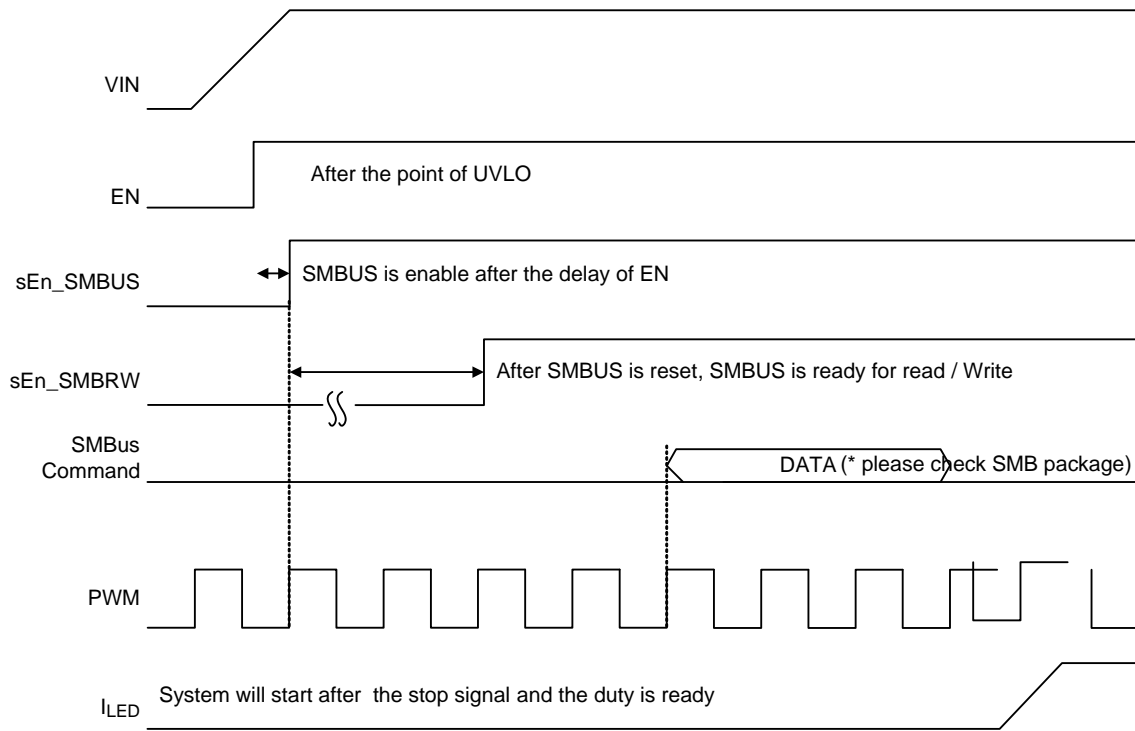 VIN
EN
After the point of UVLO
sEn_SMBUS
SMBUS is enable after the delay of EN
sEn_SMBRW
After SMBUS is reset, SMBUS is ready for read / Write
SMBus
Command
DATA (* please check SMB package)
PWM
ILED
System will start after the stop signal and the duty is ready